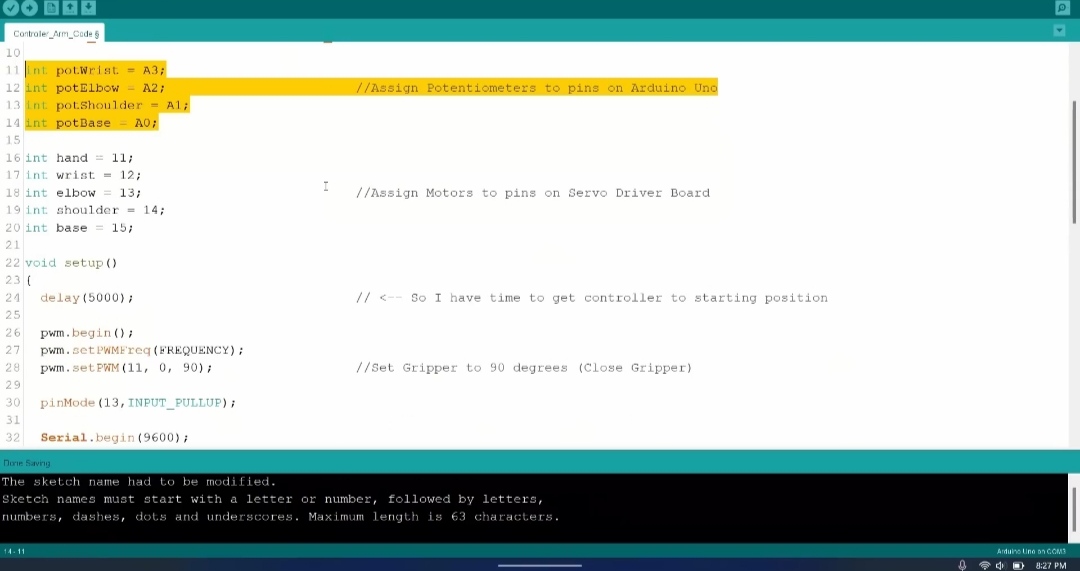 Controller_Arm_Code §
10
11 int potWrist = A3;
12 int potElbow = A2; //Assign Potentiometers to pins on Arduino Uno
13 int potShoulder = A1;
14 int potBase = A0;
15
16 int hand = 11;
17 int wrist = 12;
18 int elbow = 13; //Assign Motors to pins on Servo Driver Board
19 int shoulder = 14;
20 int base = 15;
21
22 void setup()
23 {
24 delay(5000); // <-- So I have time to get controller to starting position
25
26 pwm.begin();
27 pwm.setPWMFreq(FREQUENCY);
28 pwm.setPWM(11, 0, 90); //Set Gripper to 90 degrees (Close Gripper)
29
30 pinMode(13,INPUT_PULLUP);
31
32 Serial.begin(9600);
Done Saving
The sketch name had to be modified.
Sketch names must start with a letter or number, followed by letters,
numbers, dashes, dots and underscores. Maximum length is 63 characters.
14 - 11
Arduino Uno on COM3
8:27 PM